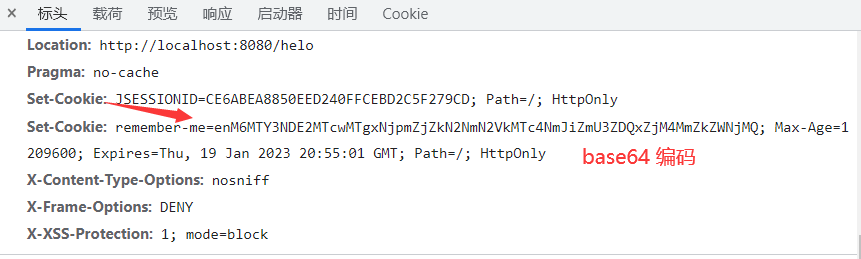 × 标头 载荷 预览 响应 启动器 时间 Cookie
Location: http://localhost:8080/helo
Pragma: no-cache
Set-Cookie: JSESSIONID=CE6ABEA8850EED240FFCEBD2C5F279CD; Path=/; HttpOnly
Set-Cookie: remember-me=enM6MTY3NDE2MTcwMTgxNjpmZjZkN2NmN2VkMTc4NmJiZmU3ZDQxZjM4MmZkZWNjMQ; Max-Age=1
209600; Expires=Thu, 19 Jan 2023 20:55:01 GMT; Path=/; HttpOnly
base64 编码
X-Content-Type-Options: nosniff
X-Frame-Options: DENY
X-XSS-Protection: 1; mode=block